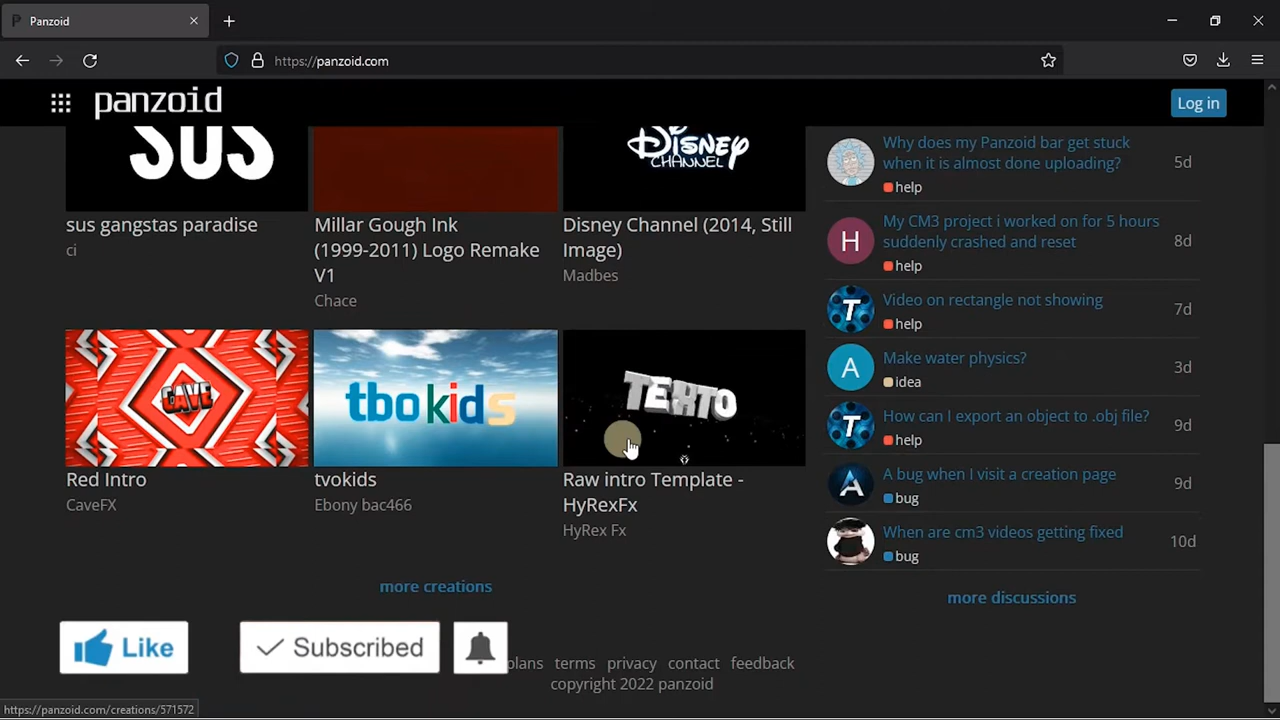 Panzoid
https://panzoid.com
panzoid
Log in
SUS
DISNEY
CHANNEL
sus gangstas paradise
ci
Millar Gough Ink
(1999-2011) Logo Remake
V1
Chace
Disney Channel (2014, Still
Image)
Madbes
CAVE
Red Intro
CaveFX
tbokids
tvokids
Ebony bac466
TEXTO
Raw intro Template -
HyRexFx
HyRex Fx
more creations
Why does my Panzoid bar get stuck
when it is almost done uploading?
help
5d
H
My CM3 project i worked on for 5 hours
suddenly crashed and reset
help
8d
T
Video on rectangle not showing
help
7d
A
Make water physics?
idea
3d
T
How can I export an object to .obj file?
help
9d
A bug when I visit a creation page
bug
9d
When are cm3 videos getting fixed
bug
10d
more discussions
Like
Subscribed
plans terms privacy contact feedback
copyright 2022 panzoid
https://panzoid.com/creations/571572